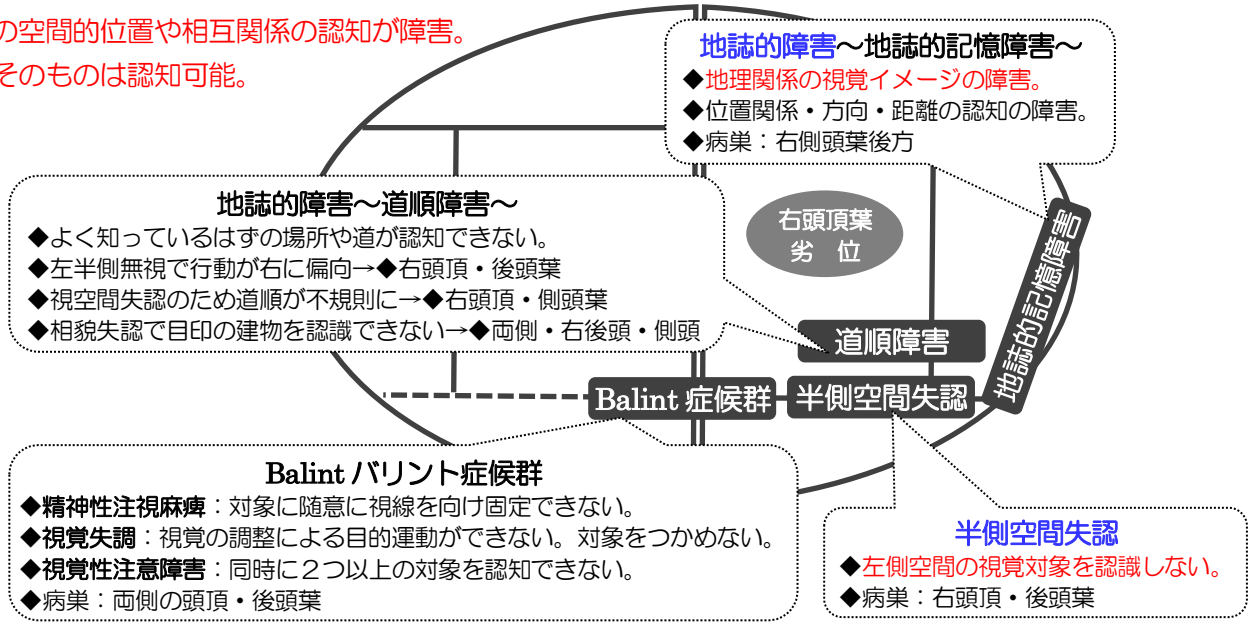 の空間的位置や相互関係の認知が障害。
そのものは認知可能。
地誌的障害～地誌的記憶障害～
◆地理関係の視覚イメージの障害。
◆位置関係・方向・距離の認知の障害。
◆病巣：右側頭葉後方
地誌的障害～道順障害～
◆よく知っているはずの場所や道が認知できない。
◆左半側無視で行動が右に偏向→◆右頭頂・後頭葉
◆視空間失認のため道順が不規則に→◆右頭頂・側頭葉
◆相貌失認で目印の建物を認識できない→◆両側・右後頭・側頭
右頭頂葉
劣 位
地誌的記憶障害
道順障害
Balint 症候群
半側空間失認
Balint バリント症候群
◆精神性注視麻痺：対象に随意に視線を向け固定できない。
◆視覚失調：視覚の調整による目的運動ができない。対象をつかめない。
◆視覚性注意障害：同時に２つ以上の対象を認知できない。
◆病巣：両側の頭頂・後頭葉
半側空間失認
◆左側空間の視覚対象を認識しない。
◆病巣：右頭頂・後頭葉